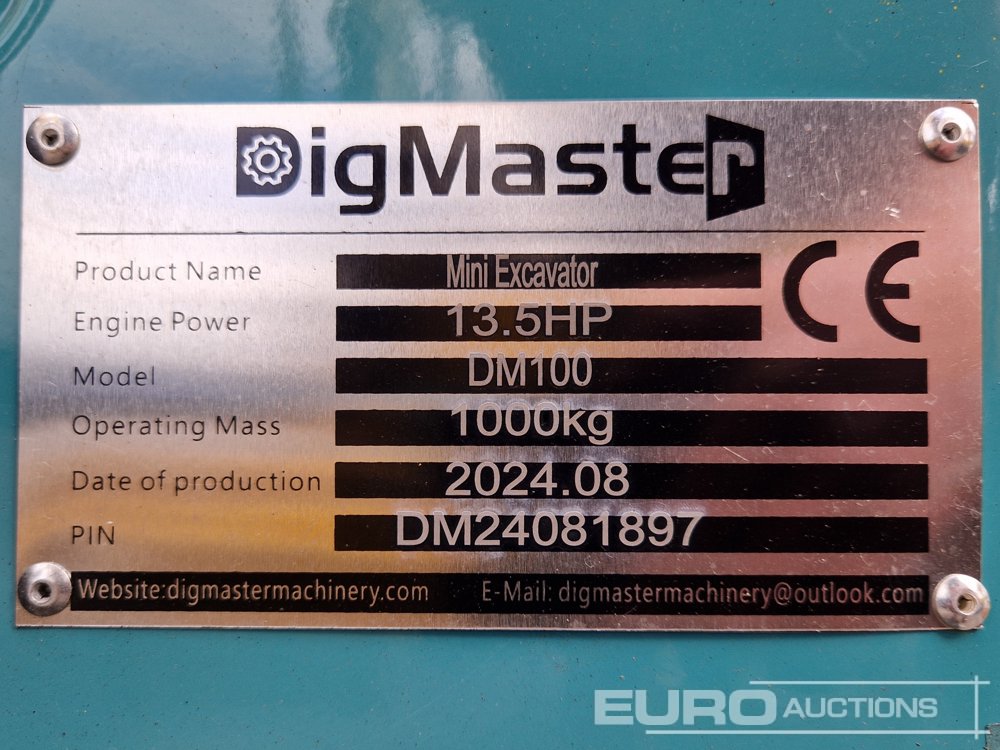 DigMaster
Product Name Mini Excavator
CE
Engine Power 13.5HP
Model DM100
Operating Mass 1000kg
Date of production 2024.08
PIN DM24081897
Website:digmastermachinery.com E-Mail: digmastermachinery@outlook.com
EURO AUCTIONS